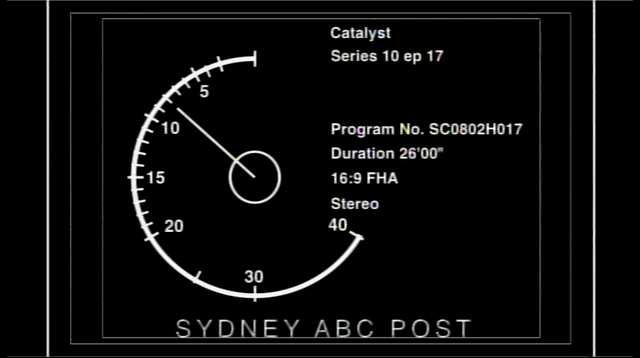 Catalyst
Series 10 ep 17
5
10
Program No. SC0802H017
Duration 26'00"
15
16:9 FHA
Stereo
20
40
30
SYDNEY ABC POST